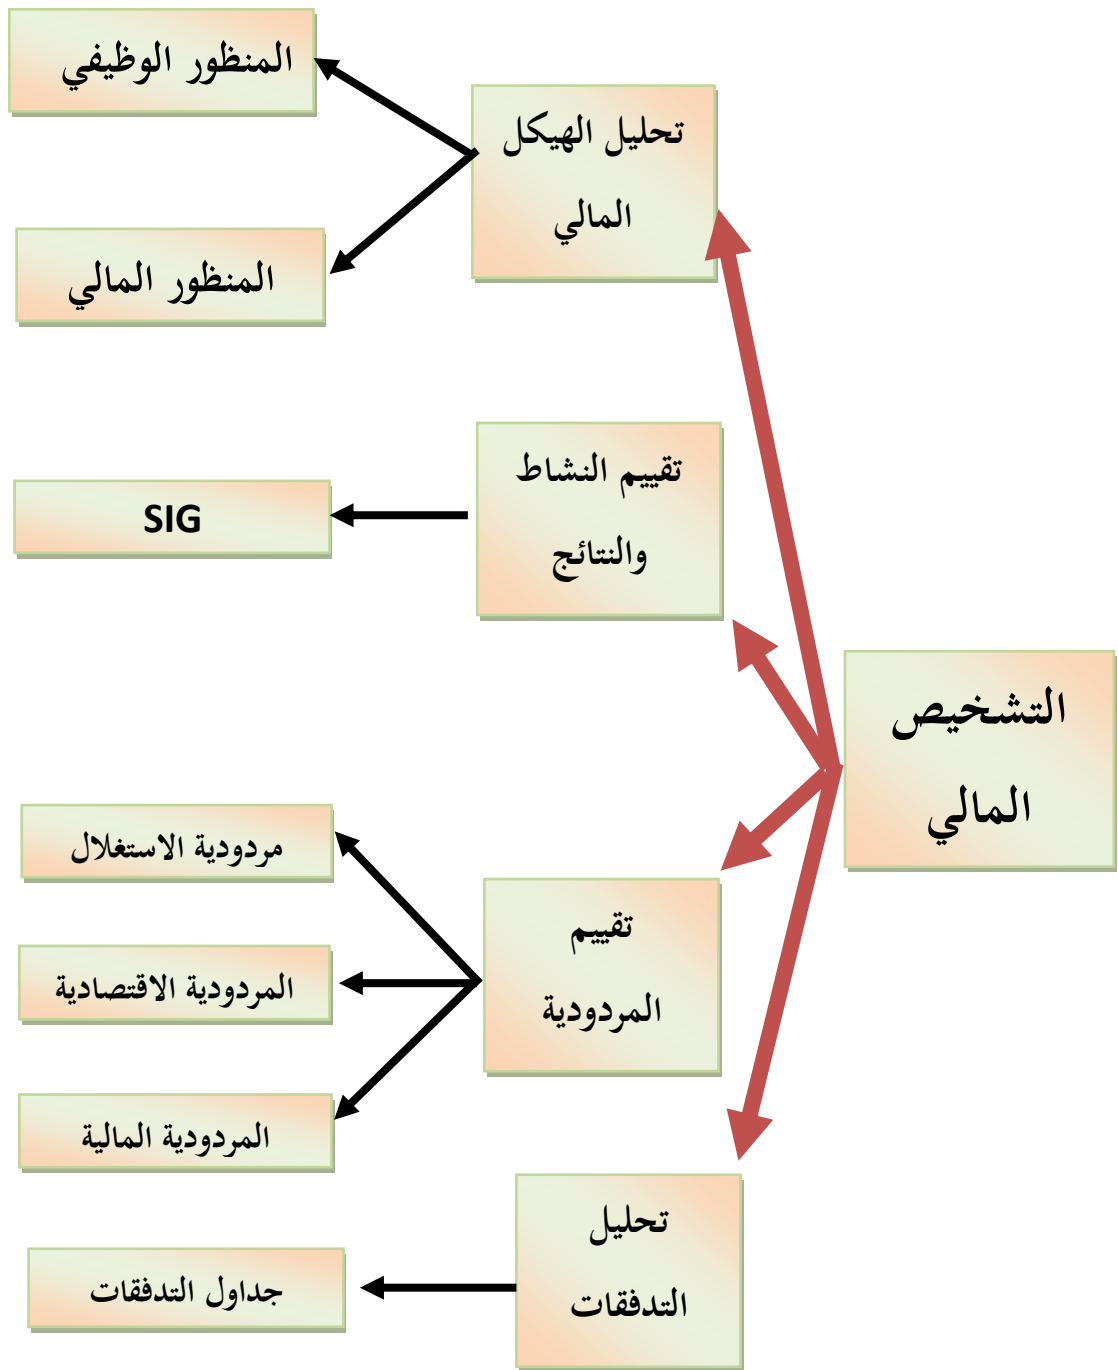 التشخيص
المالي
تحليل الهيكل
المالي
المنظور الوظيفي
المنظور المالي
تقييم النشاط
والنتائج
SIG
تقييم
المردودية
مردودية الاستغلال
المردودية الاقتصادية
المردودية المالية
تحليل
التدفقات
جداول التدفقات